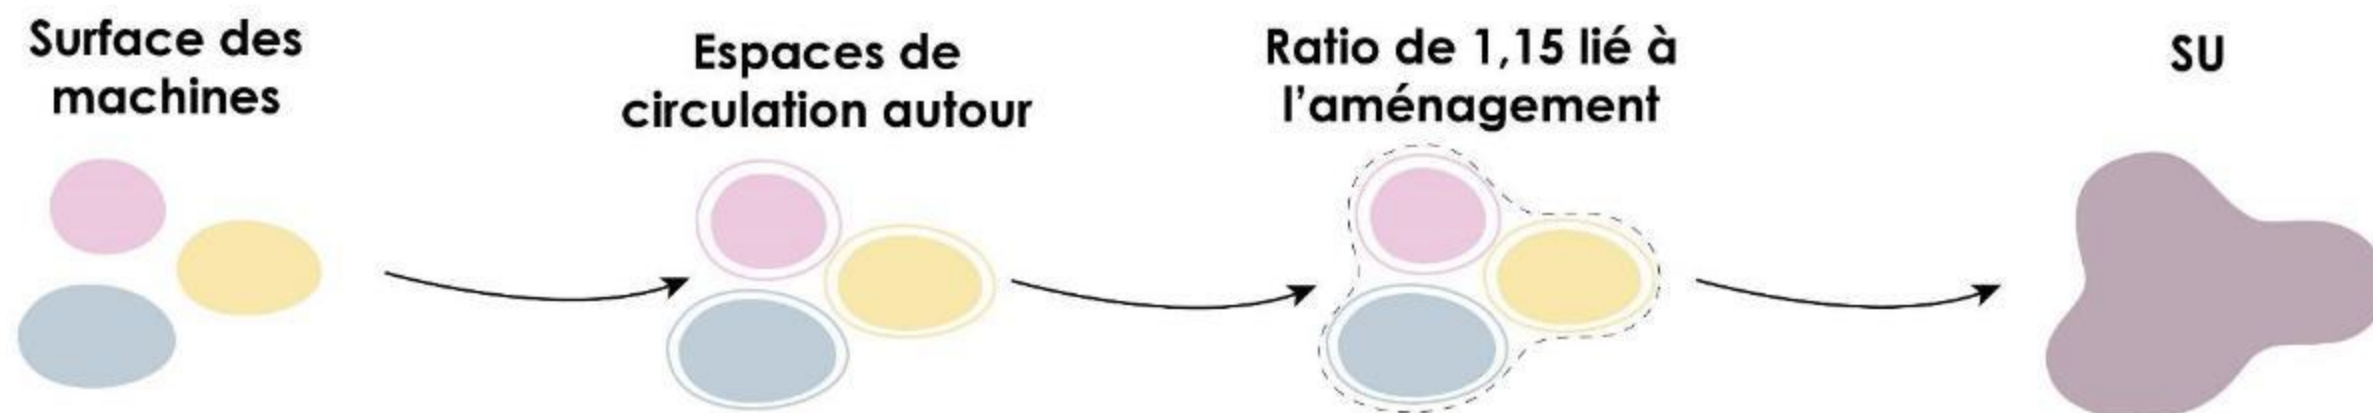 Surface des
machines
Espaces de
circulation autour
Ratio de 1,15 lié à
l'aménagement
SU